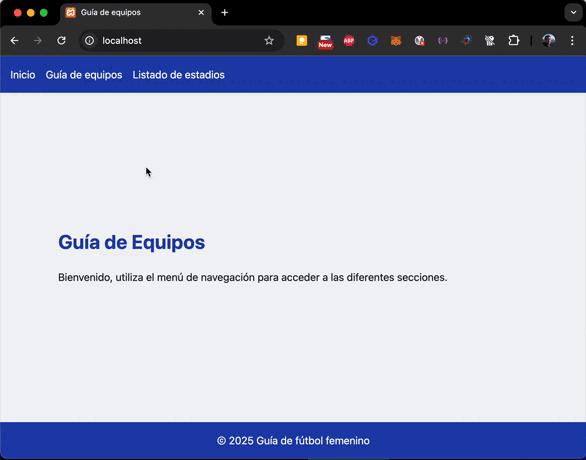 Guía de equipos
localhost
New
ABP
Inicio Guía de equipos Listado de estadios
Guía de Equipos
Bienvenido, utiliza el menú de navegación para acceder a las diferentes secciones.
© 2025 Guía de fútbol femenino